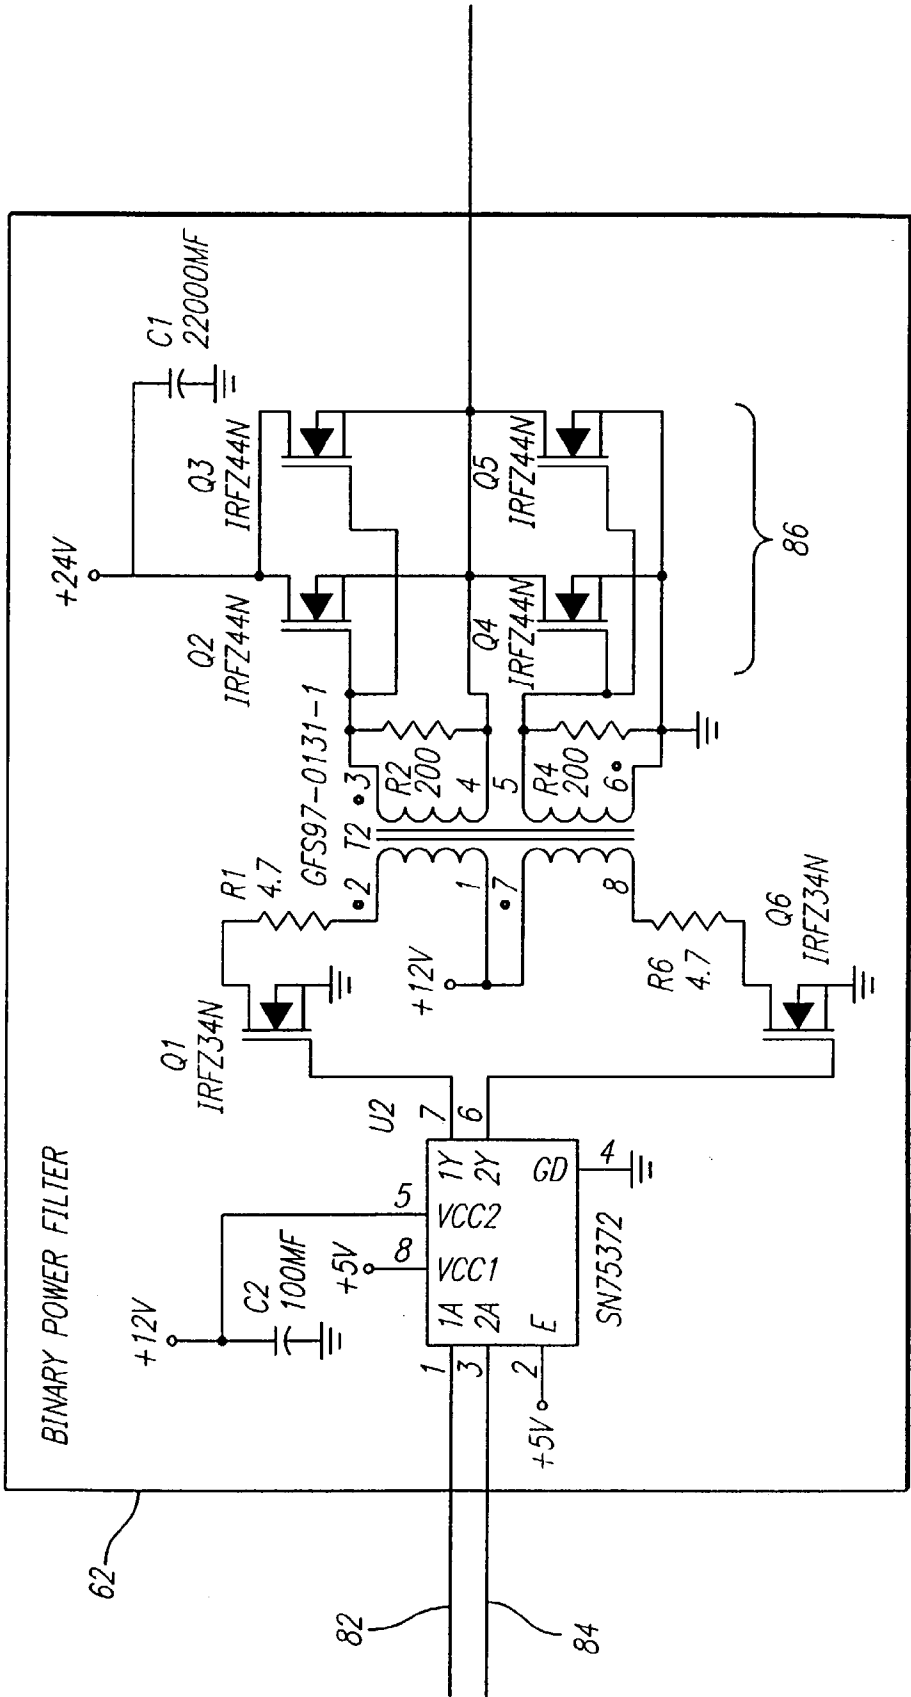 BINARY POWER FILTER
62
82
84
+12V
C2
100MF
+5V
8
5
VCC2
VCC1
1A
2A
E
1Y
2Y
GD
1
3
2
+5V
U2
7
6
4
SN75372
Q1
IRFZ34N
R1
4.7
+12V
2
1
7
8
R6
4.7
Q6
IRFZ34N
GFS97-0131-1
T2
3
4
5
6
R2
200
R4
200
+24V
C1
22000MF
Q2
IRFZ44N
Q3
IRFZ44N
Q4
IRFZ44N
Q5
IRFZ44N
86